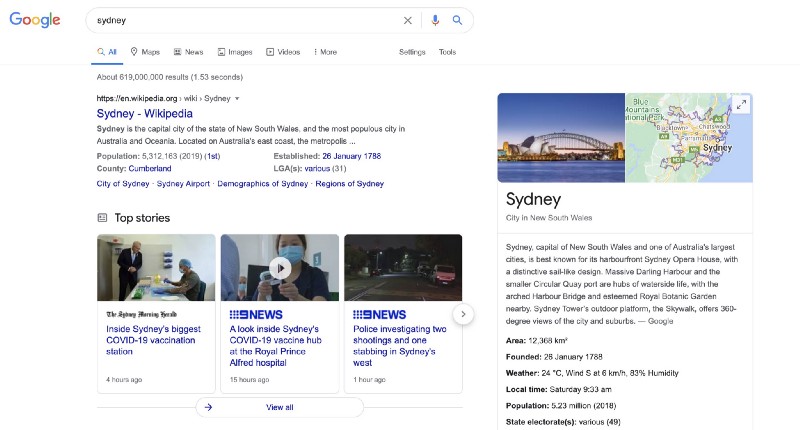 Google
sydney
All
Maps
News
Images
Videos
More
Settings
Tools
About 619,000,000 results (1.53 seconds)
https://en.wikipedia.org › wiki › Sydney
Sydney - Wikipedia
Sydney is the capital city of the state of New South Wales, and the most populous city in
Australia and Oceania. Located on Australia's east coast, the metropolis ...
Population: 5,312,163 (2019) (1st)
Established: 26 January 1788
County: Cumberland
LGA(s): various (31)
City of Sydney · Sydney Airport · Demographics of Sydney · Regions of Sydney
Top stories
The Sydney Morning Herald
Inside Sydney's biggest
COVID-19 vaccination
station
4 hours ago
9NEWS
A look inside Sydney's
COVID-19 vaccine hub
at the Royal Prince
Alfred hospital
15 hours ago
9NEWS
Police investigating two
shootings and one
stabbing in Sydney's
west
1 hour ago
View all
Blue
Mountains
National Park
Blacktown
Chatswood
A3
A9
A6
M31
Sydney
Sydney
City in New South Wales
Sydney, capital of New South Wales and one of Australia's largest
cities, is best known for its harbourfront Sydney Opera House, with
a distinctive sail-like design. Massive Darling Harbour and the
smaller Circular Quay port are hubs of waterside life, with the
arched Harbour Bridge and esteemed Royal Botanic Garden
nearby. Sydney Tower's outdoor platform, the Skywalk, offers 360-
degree views of the city and suburbs. — Google
Area: 12,368 km²
Founded: 26 January 1788
Weather: 24 °C, Wind S at 6 km/h, 83% Humidity
Local time: Saturday 9:33 am
Population: 5.23 million (2018)
State electorate(s): various (49)